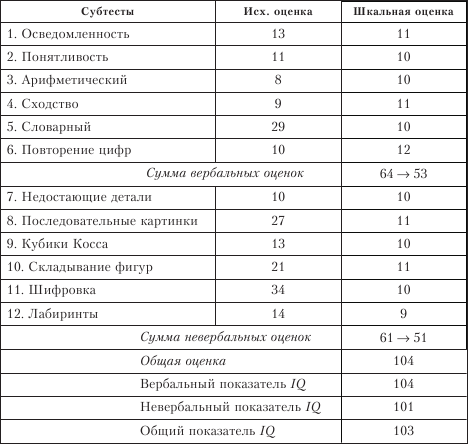 Субтесты Исх. оценка Шкальная оценка
1. Осведомленность 13 11
2. Понятливость 11 10
3. Арифметический 8 10
4. Сходство 9 11
5. Словарный 29 10
6. Повторение цифр 10 12
Сумма вербальных оценок 64 → 53
7. Недостающие детали 10 10
8. Последовательные картинки 27 11
9. Кубики Косса 13 10
10. Складывание фигур 21 11
11. Шифровка 34 10
12. Лабиринты 14 9
Сумма невербальных оценок 61 → 51
Общая оценка 104
Вербальный показатель IQ 104
Невербальный показатель IQ 101
Общий показатель IQ 103